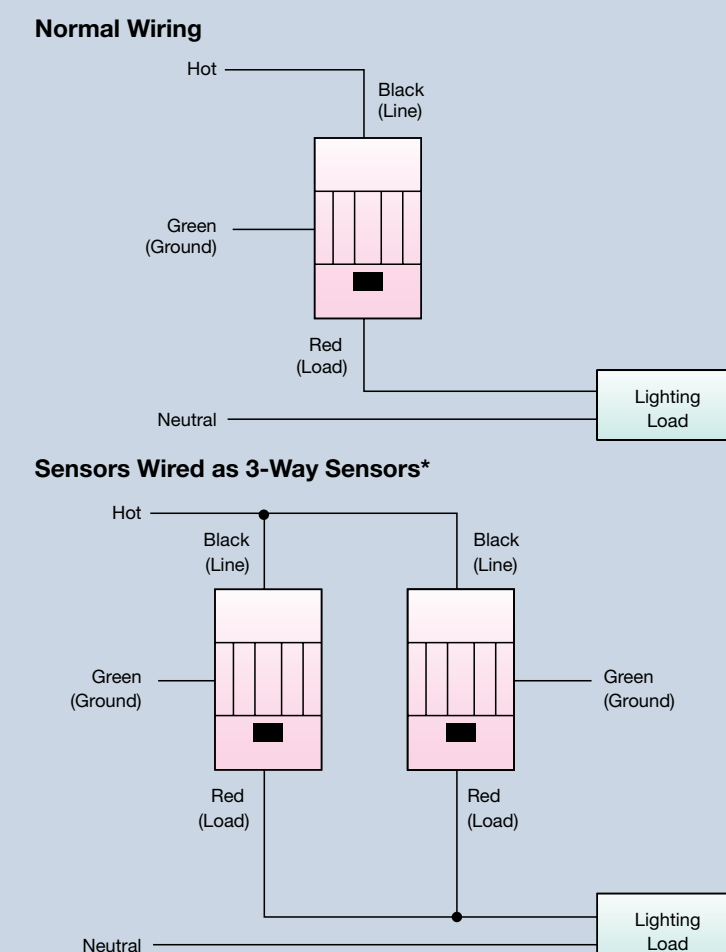 Normal Wiring
Hot
Black
(Line)
Green
(Ground)
Red
(Load)
Lighting
Load
Neutral
Sensors Wired as 3-Way Sensors*
Hot
Black
(Line)
Black
(Line)
Green
(Ground)
Green
(Ground)
Red
(Load)
Red
(Load)
Lighting
Load
Neutral